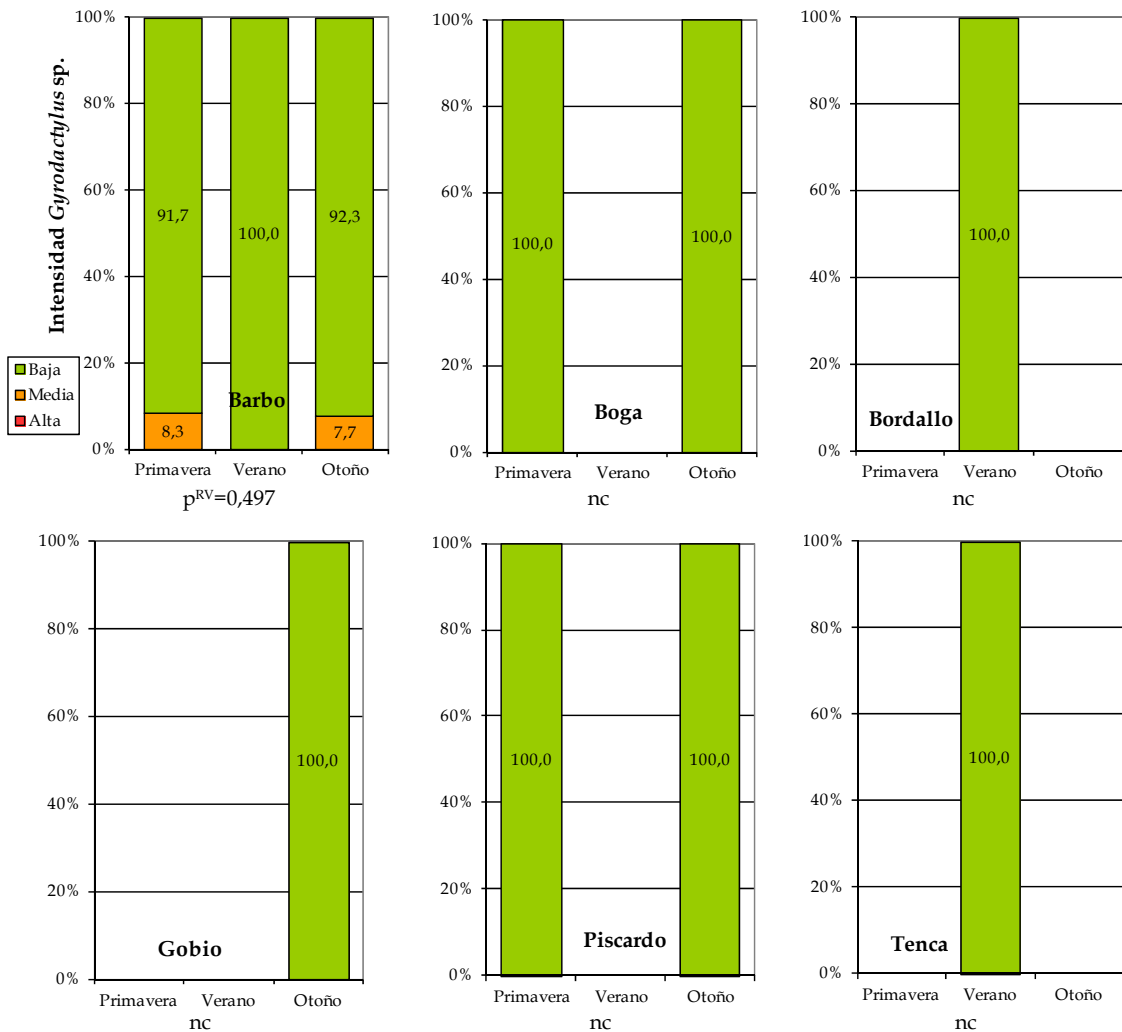 Intensidad Gyrodactylus sp.
100%
80%
60%
40%
20%
0%
91,7
100,0
92,3
8,3
7,7
Barbo
Baja
Media
Alta
Primavera Verano Otoño
pRV=0,497
100%
80%
60%
40%
20%
0%
100,0
100,0
Boga
Primavera Verano Otoño
nc
100%
80%
60%
40%
20%
0%
100,0
Bordallo
Primavera Verano Otoño
100%
80%
60%
40%
20%
0%
100,0
Gobio
Primavera Verano Otoño
nc
100%
80%
60%
40%
20%
0%
100,0
100,0
Piscardo
Primavera Verano Otoño
nc
100%
80%
60%
40%
20%
0%
100,0
Tenca
Primavera Verano Otoño
nc